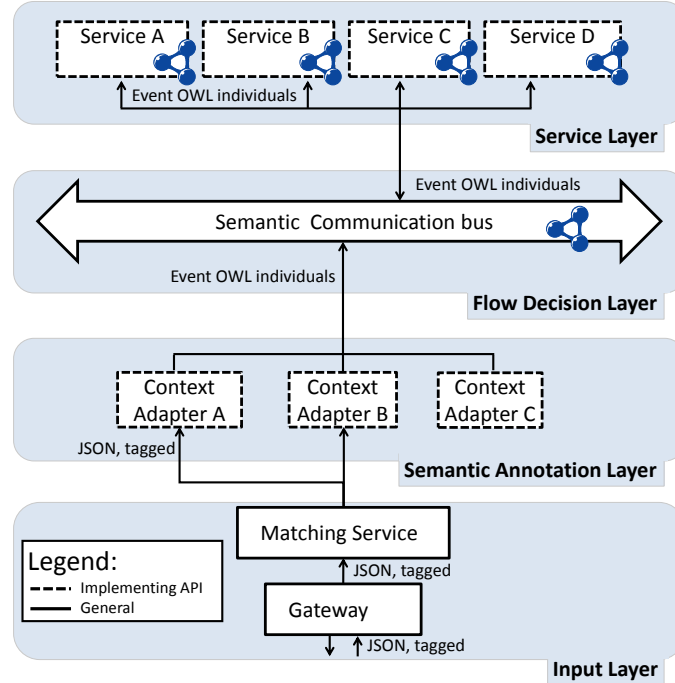 Service A
Service B
Service C
Service D
Event OWL individuals
Service Layer
Event OWL individuals
Semantic Communication bus
Event OWL individuals
Flow Decision Layer
Context
Adapter A
Context
Adapter B
Context
Adapter C
JSON, tagged
Semantic Annotation Layer
Matching Service
Legend:
Implementing API
General
JSON, tagged
Gateway
JSON, tagged
Input Layer